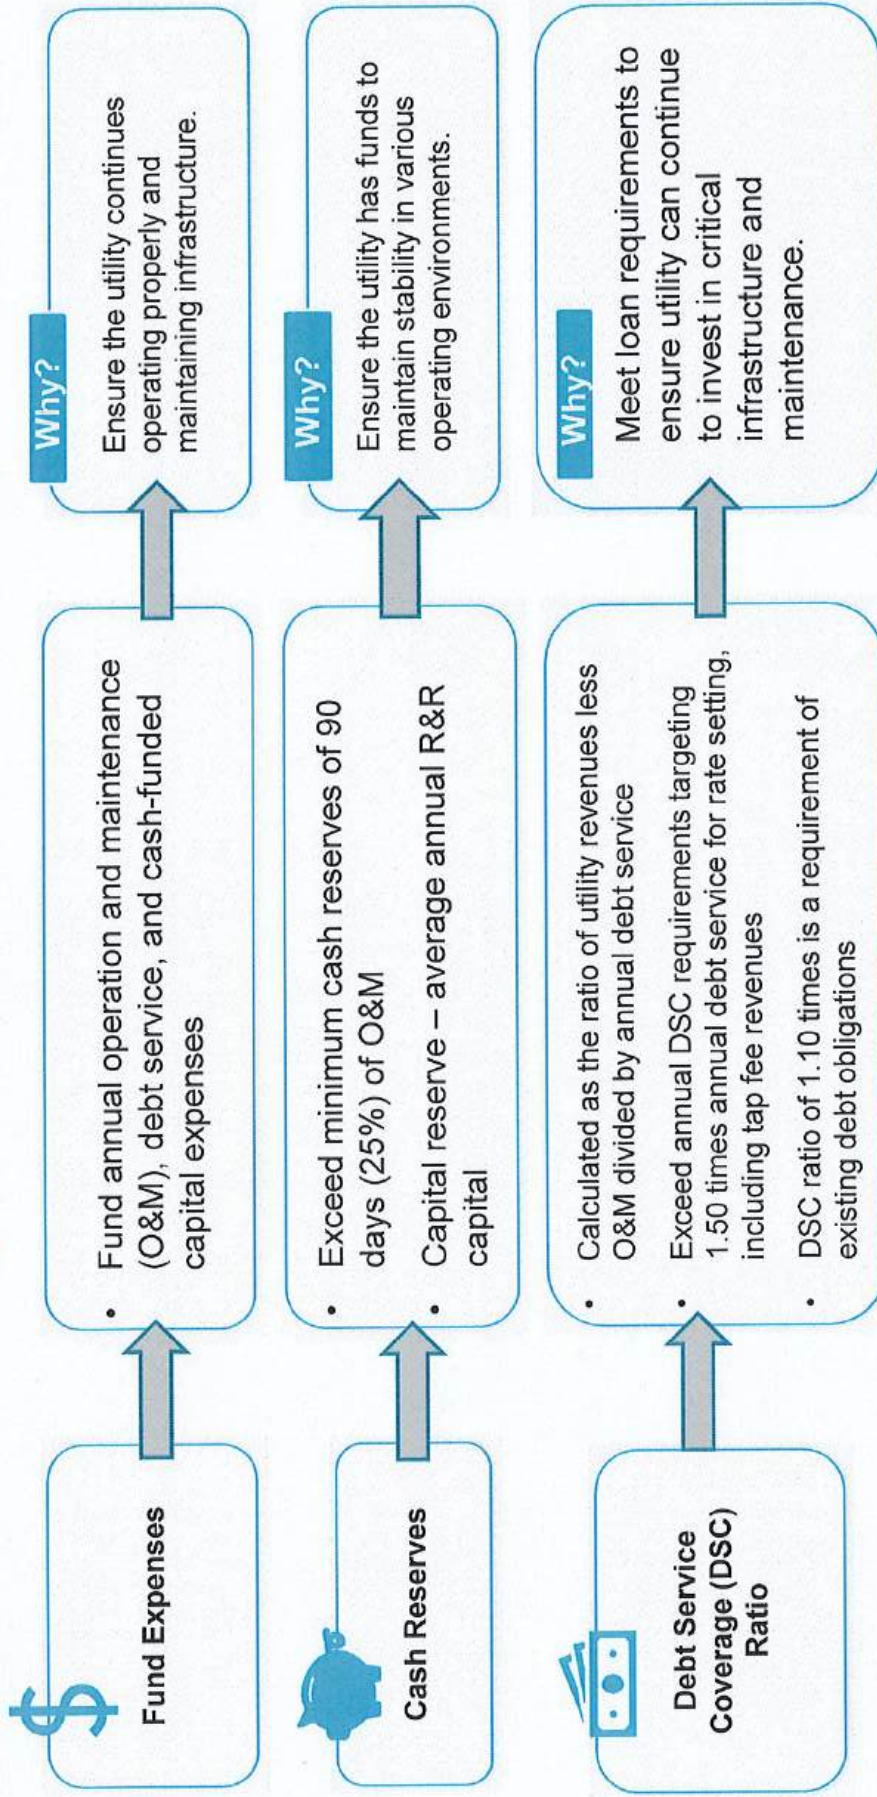 Fund Expenses
• Fund annual operation and maintenance
(O&M), debt service, and cash-funded
capital expenses
Why?
Ensure the utility continues
operating properly and
maintaining infrastructure.
Cash Reserves
• Exceed minimum cash reserves of 90
days (25%) of O&M
• Capital reserve – average annual R&R
capital
Why?
Ensure the utility has funds to
maintain stability in various
operating environments.
Debt Service
Coverage (DSC)
Ratio
• Calculated as the ratio of utility revenues less
O&M divided by annual debt service
• Exceed annual DSC requirements targeting
1.50 times annual debt service for rate setting,
including tap fee revenues
• DSC ratio of 1.10 times is a requirement of
existing debt obligations
Why?
Meet loan requirements to
ensure utility can continue
to invest in critical
infrastructure and
maintenance.